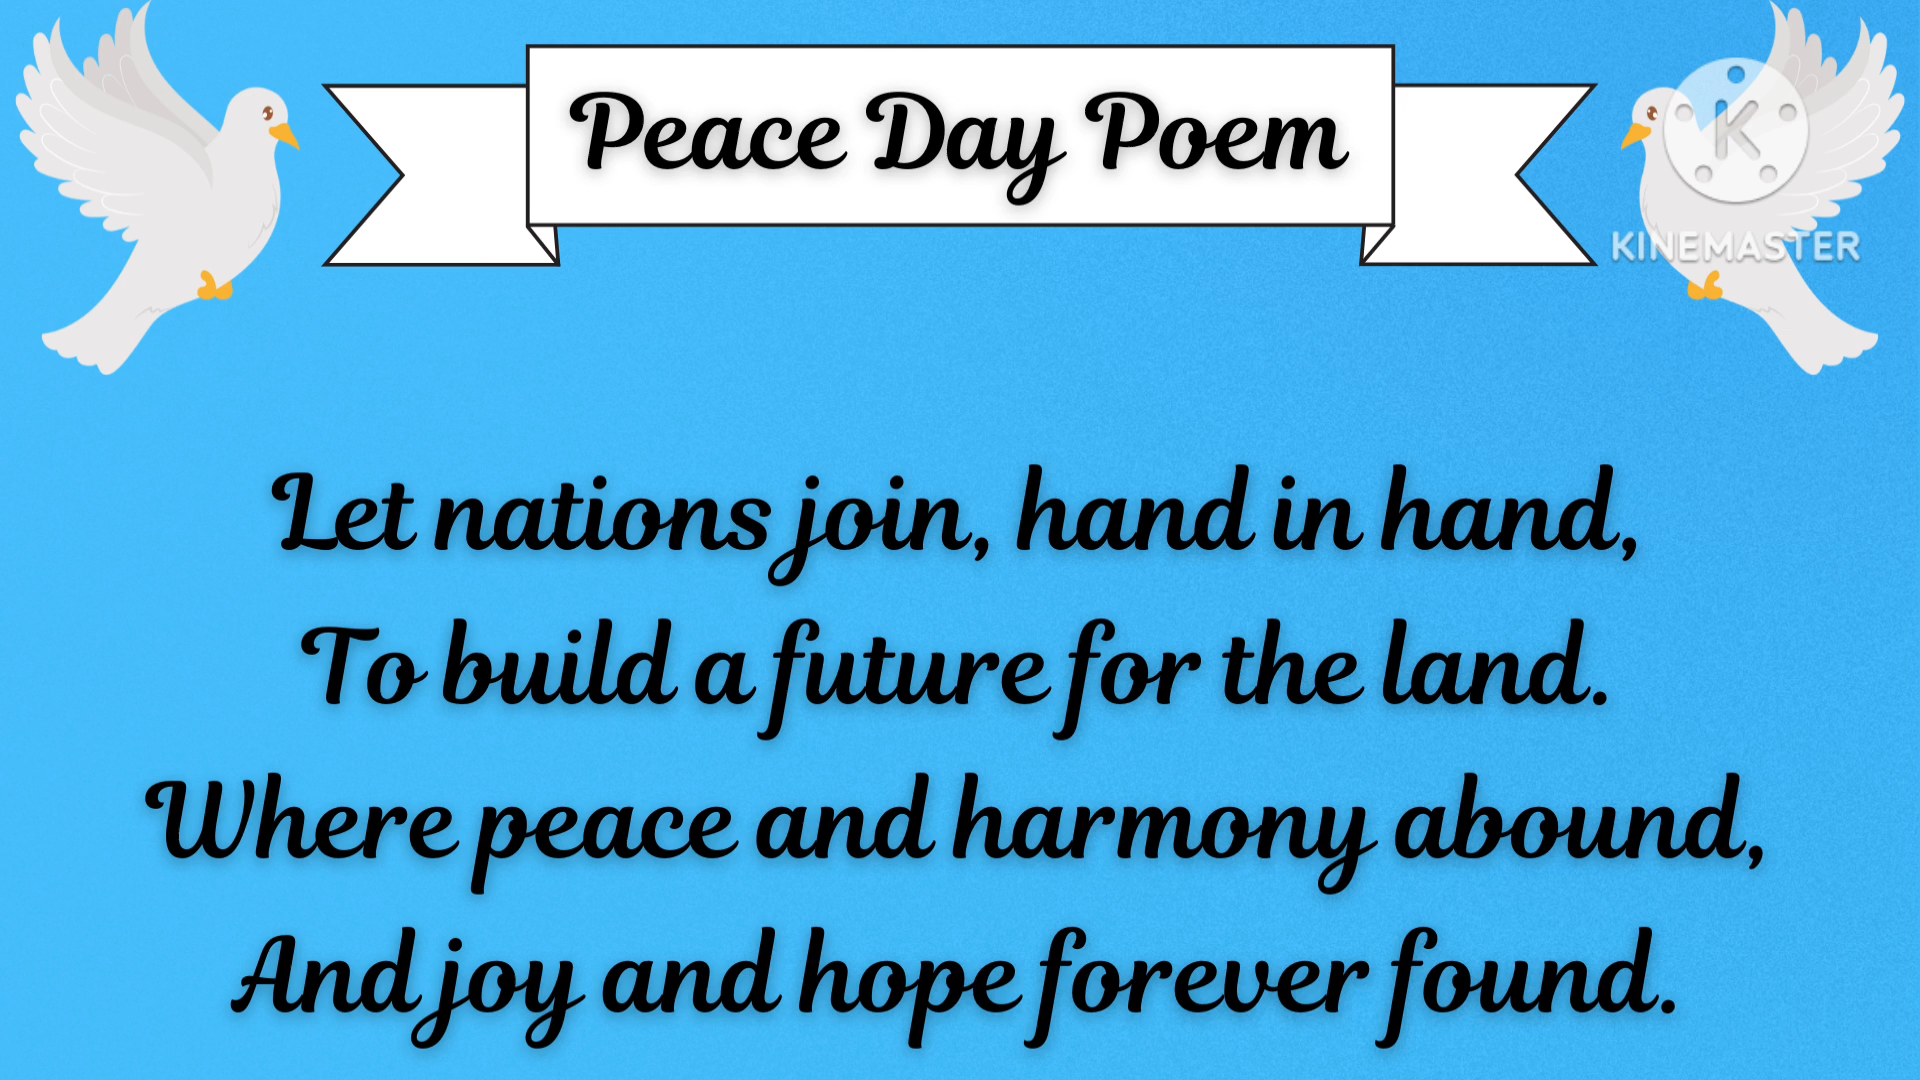 Peace Day Poem
K
KINEMASTER
Let nations join, hand in hand,
To build a future for the land.
Where peace and harmony abound,
And joy and hope forever found.